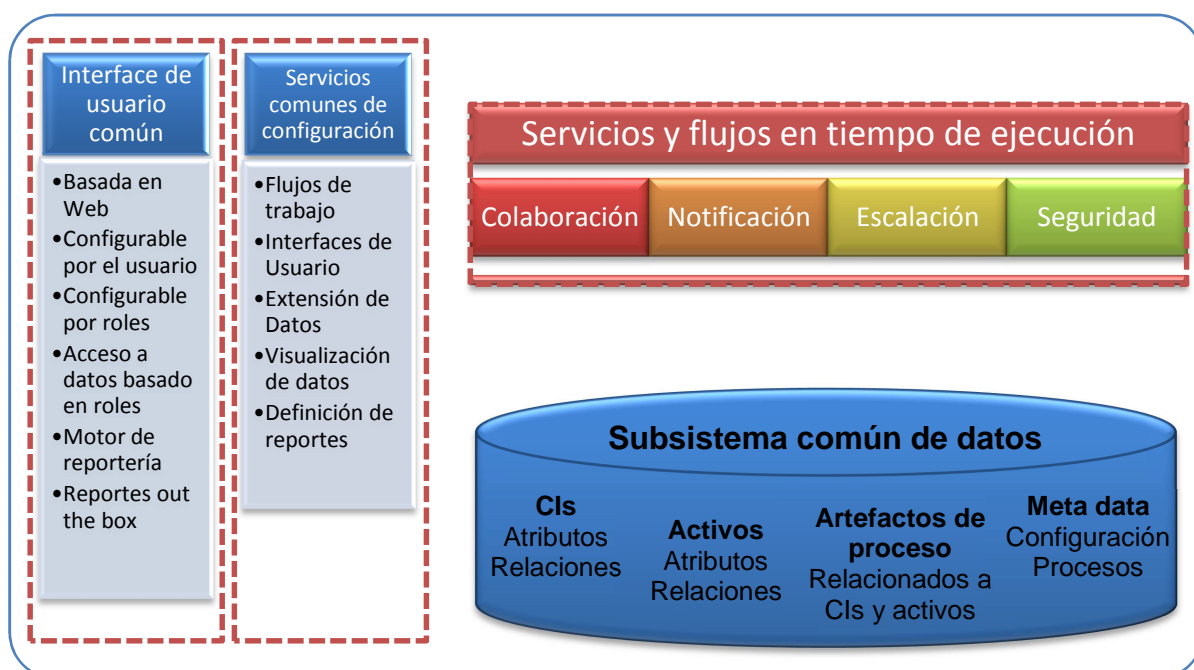 Interface de
usuario
común
•Basada en
Web
•Configurable
por el usuario
•Configurable
por roles
•Acceso a
datos basado
en roles
•Motor de
reportería
•Reportes out
the box
Servicios
comunes de
configuración
•Flujos de
trabajo
•Interfaces de
Usuario
•Extensión de
Datos
•Visualización
de datos
•Definición de
reportes
Servicios y flujos en tiempo de ejecución
Colaboración
Notificación
Escalación
Seguridad
Subsistema común de datos
CIs
Atributos
Relaciones
Activos
Atributos
Relaciones
Artefactos de
proceso
Relacionados a
CIs y activos
Meta data
Configuración
Procesos